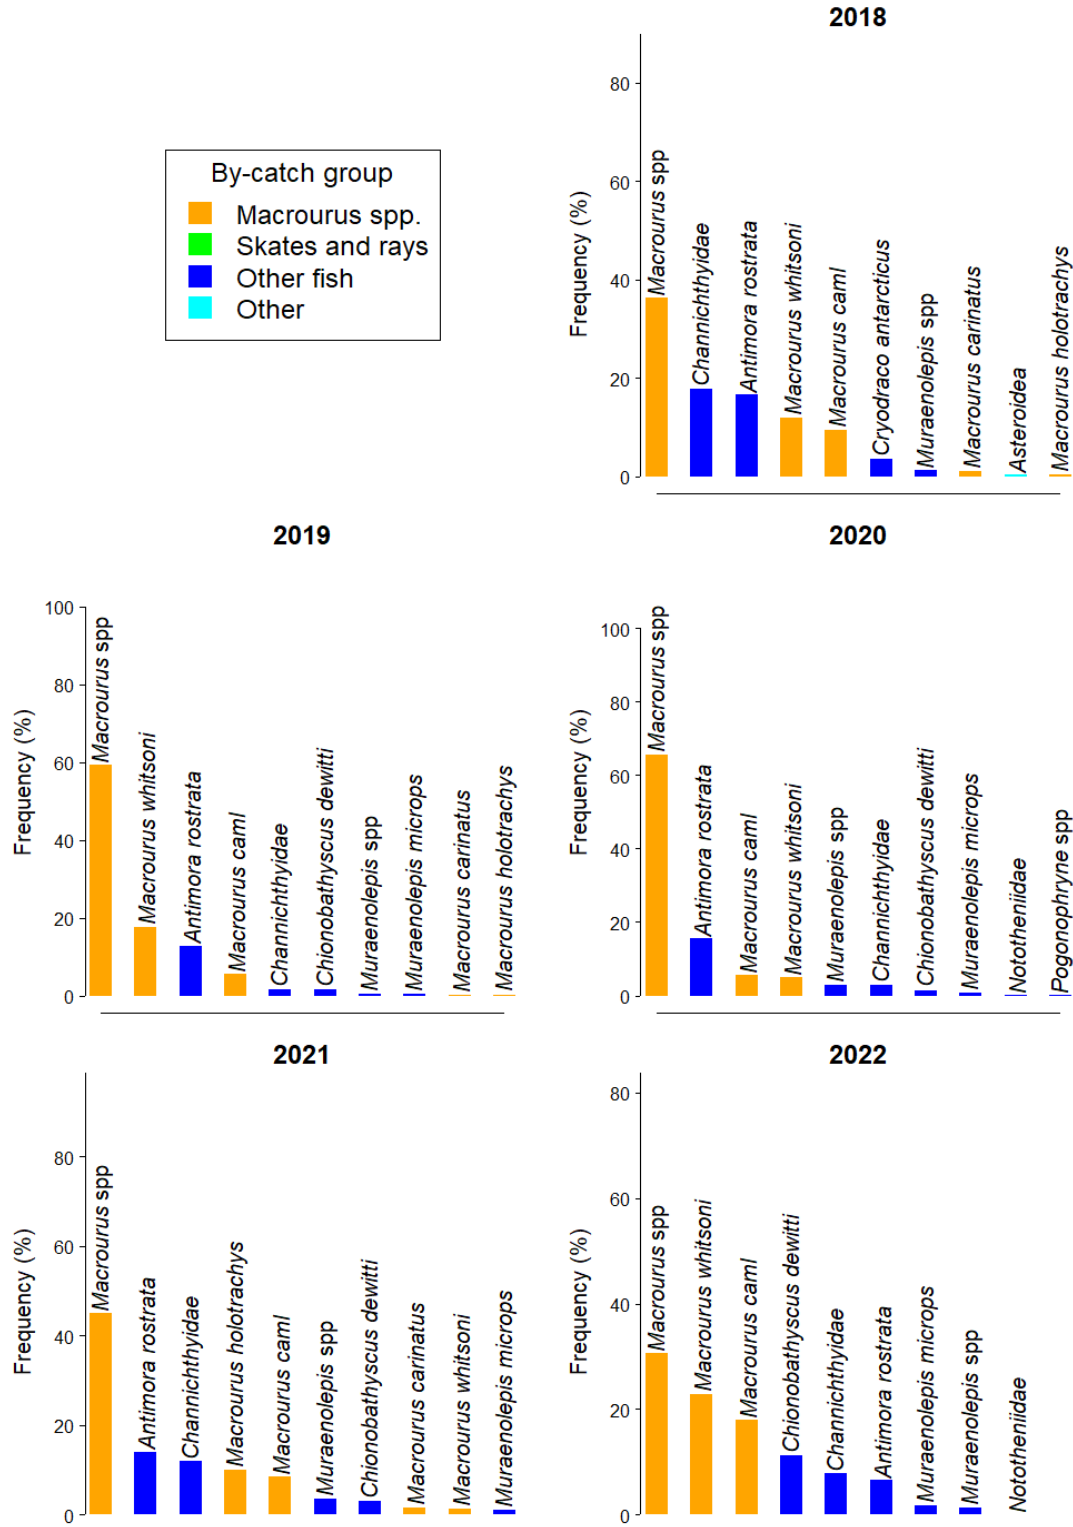 2018
By-catch group
Macrourus spp.
Skates and rays
Other fish
Other
Frequency (%)
80
60
40
20
0
Macrourus spp
Channichthyidae
Antimora rostrata
Macrourus whitsoni
Macrourus caml
Cryodraco antarcticus
Muraenolepis spp
Macrourus carinatus
Asteroidea
Macrourus holotrachys
2019
Frequency (%)
100
80
60
40
20
0
Macrourus spp
Macrourus whitsoni
Antimora rostrata
Macrourus caml
Channichthyidae
Chionobathyscus dewitti
Muraenolepis spp
Muraenolepis microps
Macrourus carinatus
Macrourus holotrachys
2020
Frequency (%)
100
80
60
40
20
0
Macrourus spp
Antimora rostrata
Macrourus caml
Macrourus whitsoni
Muraenolepis spp
Channichthyidae
Chionobathyscus dewitti
Muraenolepis microps
Nototheniidae
Pogonophryne spp
2021
Frequency (%)
80
60
40
20
0
Macrourus spp
Antimora rostrata
Channichthyidae
Macrourus holotrachys
Macrourus caml
Muraenolepis spp
Chionobathyscus dewitti
Macrourus carinatus
Macrourus whitsoni
Muraenolepis microps
2022
Frequency (%)
80
60
40
20
0
Macrourus spp
Macrourus whitsoni
Macrourus caml
Chionobathyscus dewitti
Channichthyidae
Antimora rostrata
Muraenolepis microps
Muraenolepis spp
Nototheniidae